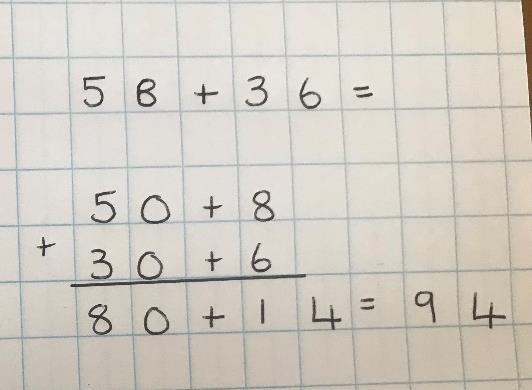 58 + 36 =
50 + 8
+ 30 + 6
80 + 14 = 94